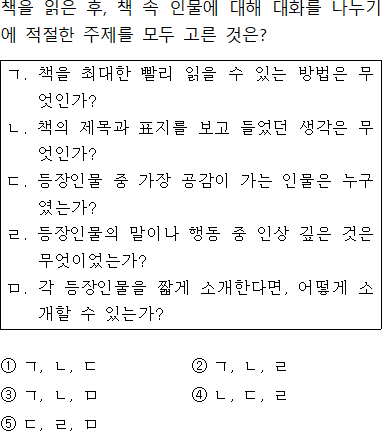 책을 읽은 후, 책 속 인물에 대해 대화를 나누기
에 적절한 주제를 모두 고른 것은?
ㄱ. 책을 최대한 빨리 읽을 수 있는 방법은 무
엇인가?
ㄴ. 책의 제목과 표지를 보고 들었던 생각은 무
엇인가?
ㄷ. 등장인물 중 가장 공감이 가는 인물은 누구
였는가?
ㄹ. 등장인물의 말이나 행동 중 인상 깊은 것은
무엇이었는가?
ㅁ. 각 등장인물을 짧게 소개한다면, 어떻게 소
개할 수 있는가?
① ㄱ, ㄴ, ㄷ ② ㄱ, ㄴ, ㄹ
③ ㄱ, ㄴ, ㅁ ④ ㄴ, ㄷ, ㄹ
⑤ ㄷ, ㄹ, ㅁ